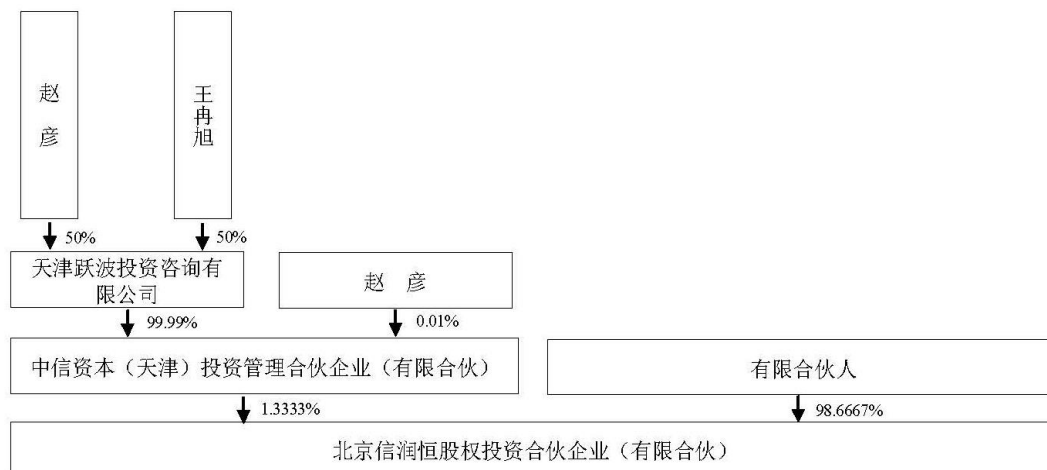 赵彦
王冉旭
50%
50%
天津跃波投资咨询有
限公司
赵 彦
99.99%
0.01%
中信资本（天津）投资管理合伙企业（有限合伙）
有限合伙人
1.3333%
98.6667%
北京信润恒股权投资合伙企业（有限合伙）